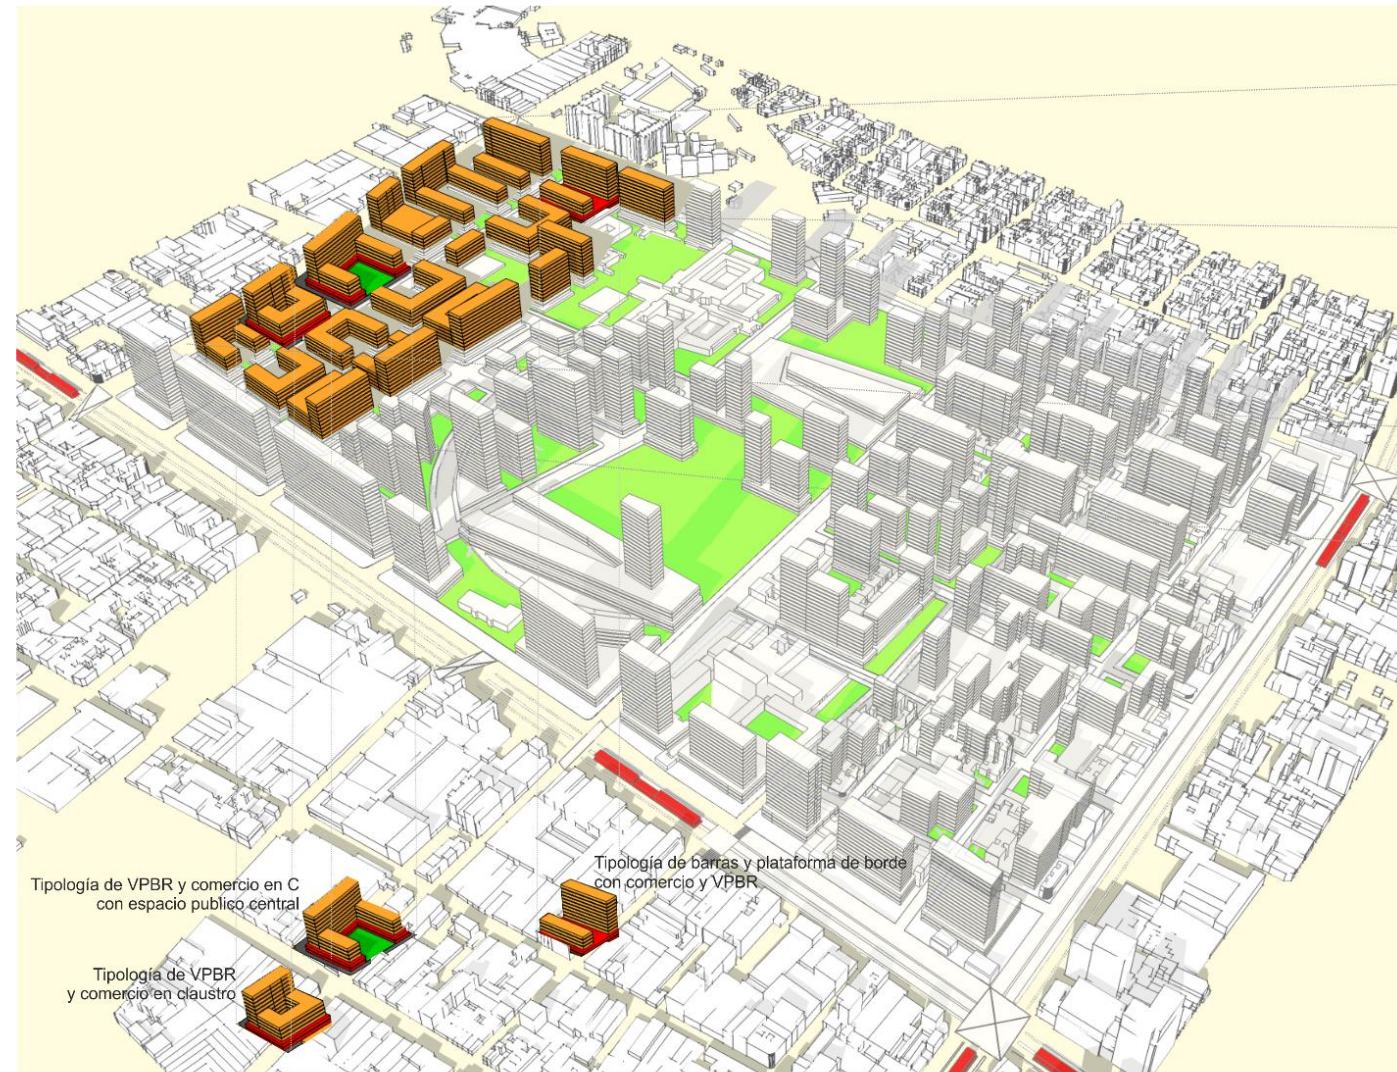 Tipología de barras y plataforma de borde
con comercio y VPBR
Tipología de VPBR y comercio en C
con espacio publico central
Tipología de VPBR
y comercio en claustro